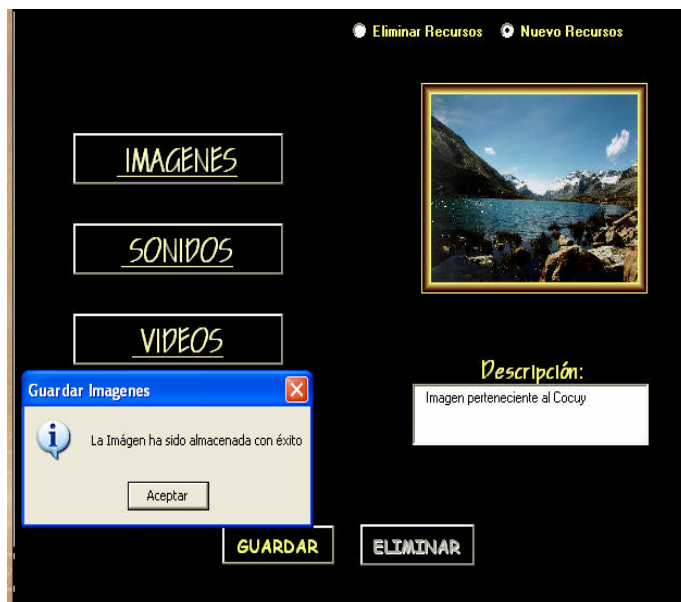 Eliminar Recursos Nuevo Recursos
IMAGENES
SONIDOS
VIDEOS
Descripción:
Imagen perteneciente al Cocuy
Guardar Imagenes
La Imágen ha sido almacenada con éxito
Aceptar
GUARDAR ELIMINAR